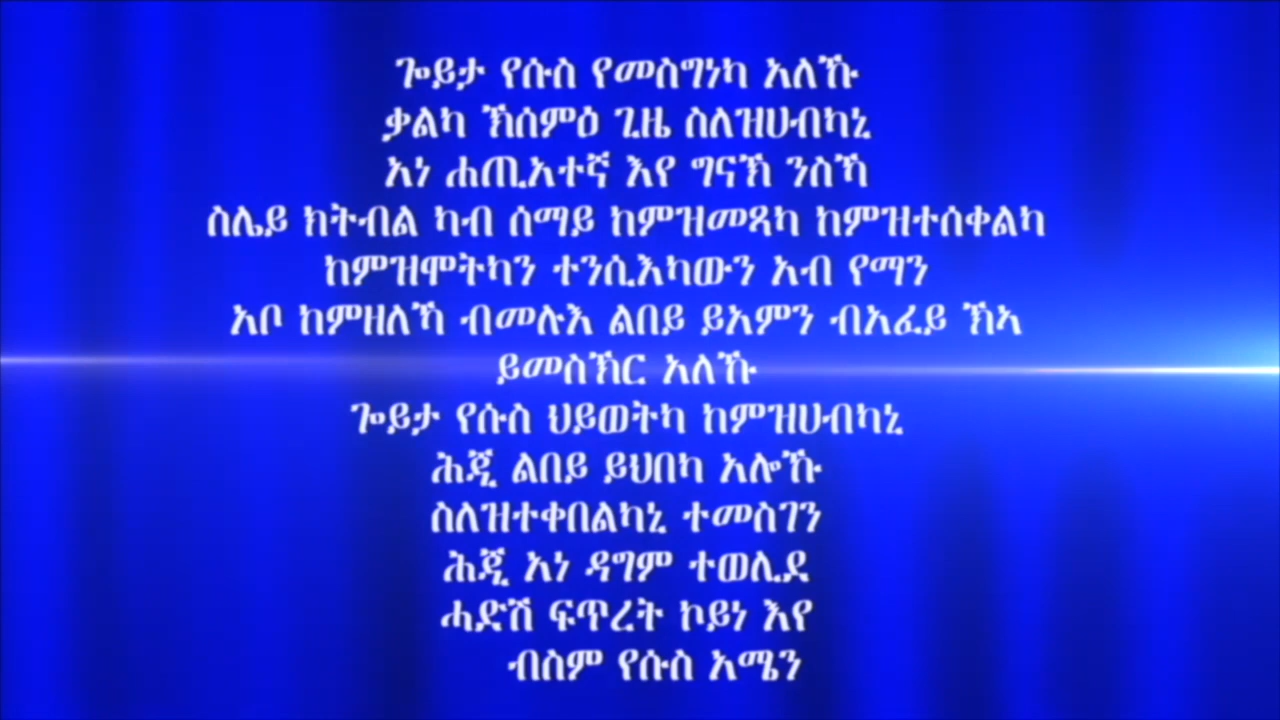 ጐይታ የሱስ የመስግነካ አለኹ
ቃልካ ኽሰምዕ ጊዜ ስለዝሀብካኒ
አነ ሐጢአተኛ እየ ግናኽ ንስኻ
ስሌይ ክትብል ካብ ሰማይ ከምዝመጻካ ከምዝተሰቀልካ
ከምዝሞትካን ተንሲእካውን አብ የማን
አቦ ከምዘለኻ ብመሉእ ልበይ ይአምን ብአፈይ ኽኣ
ይመስኽር አለኹ
ጐይታ የሱስ ህይወትካ ከምዝሀብካኒ
ሕጂ ልበይ ይህበካ አሎኹ
ስለዝተቀበልካኒ ተመስገን
ሕጂ አነ ዳግም ተወሊደ
ሓድሽ ፍጥረት ኮይነ እየ
ብስም የሱስ አሜን